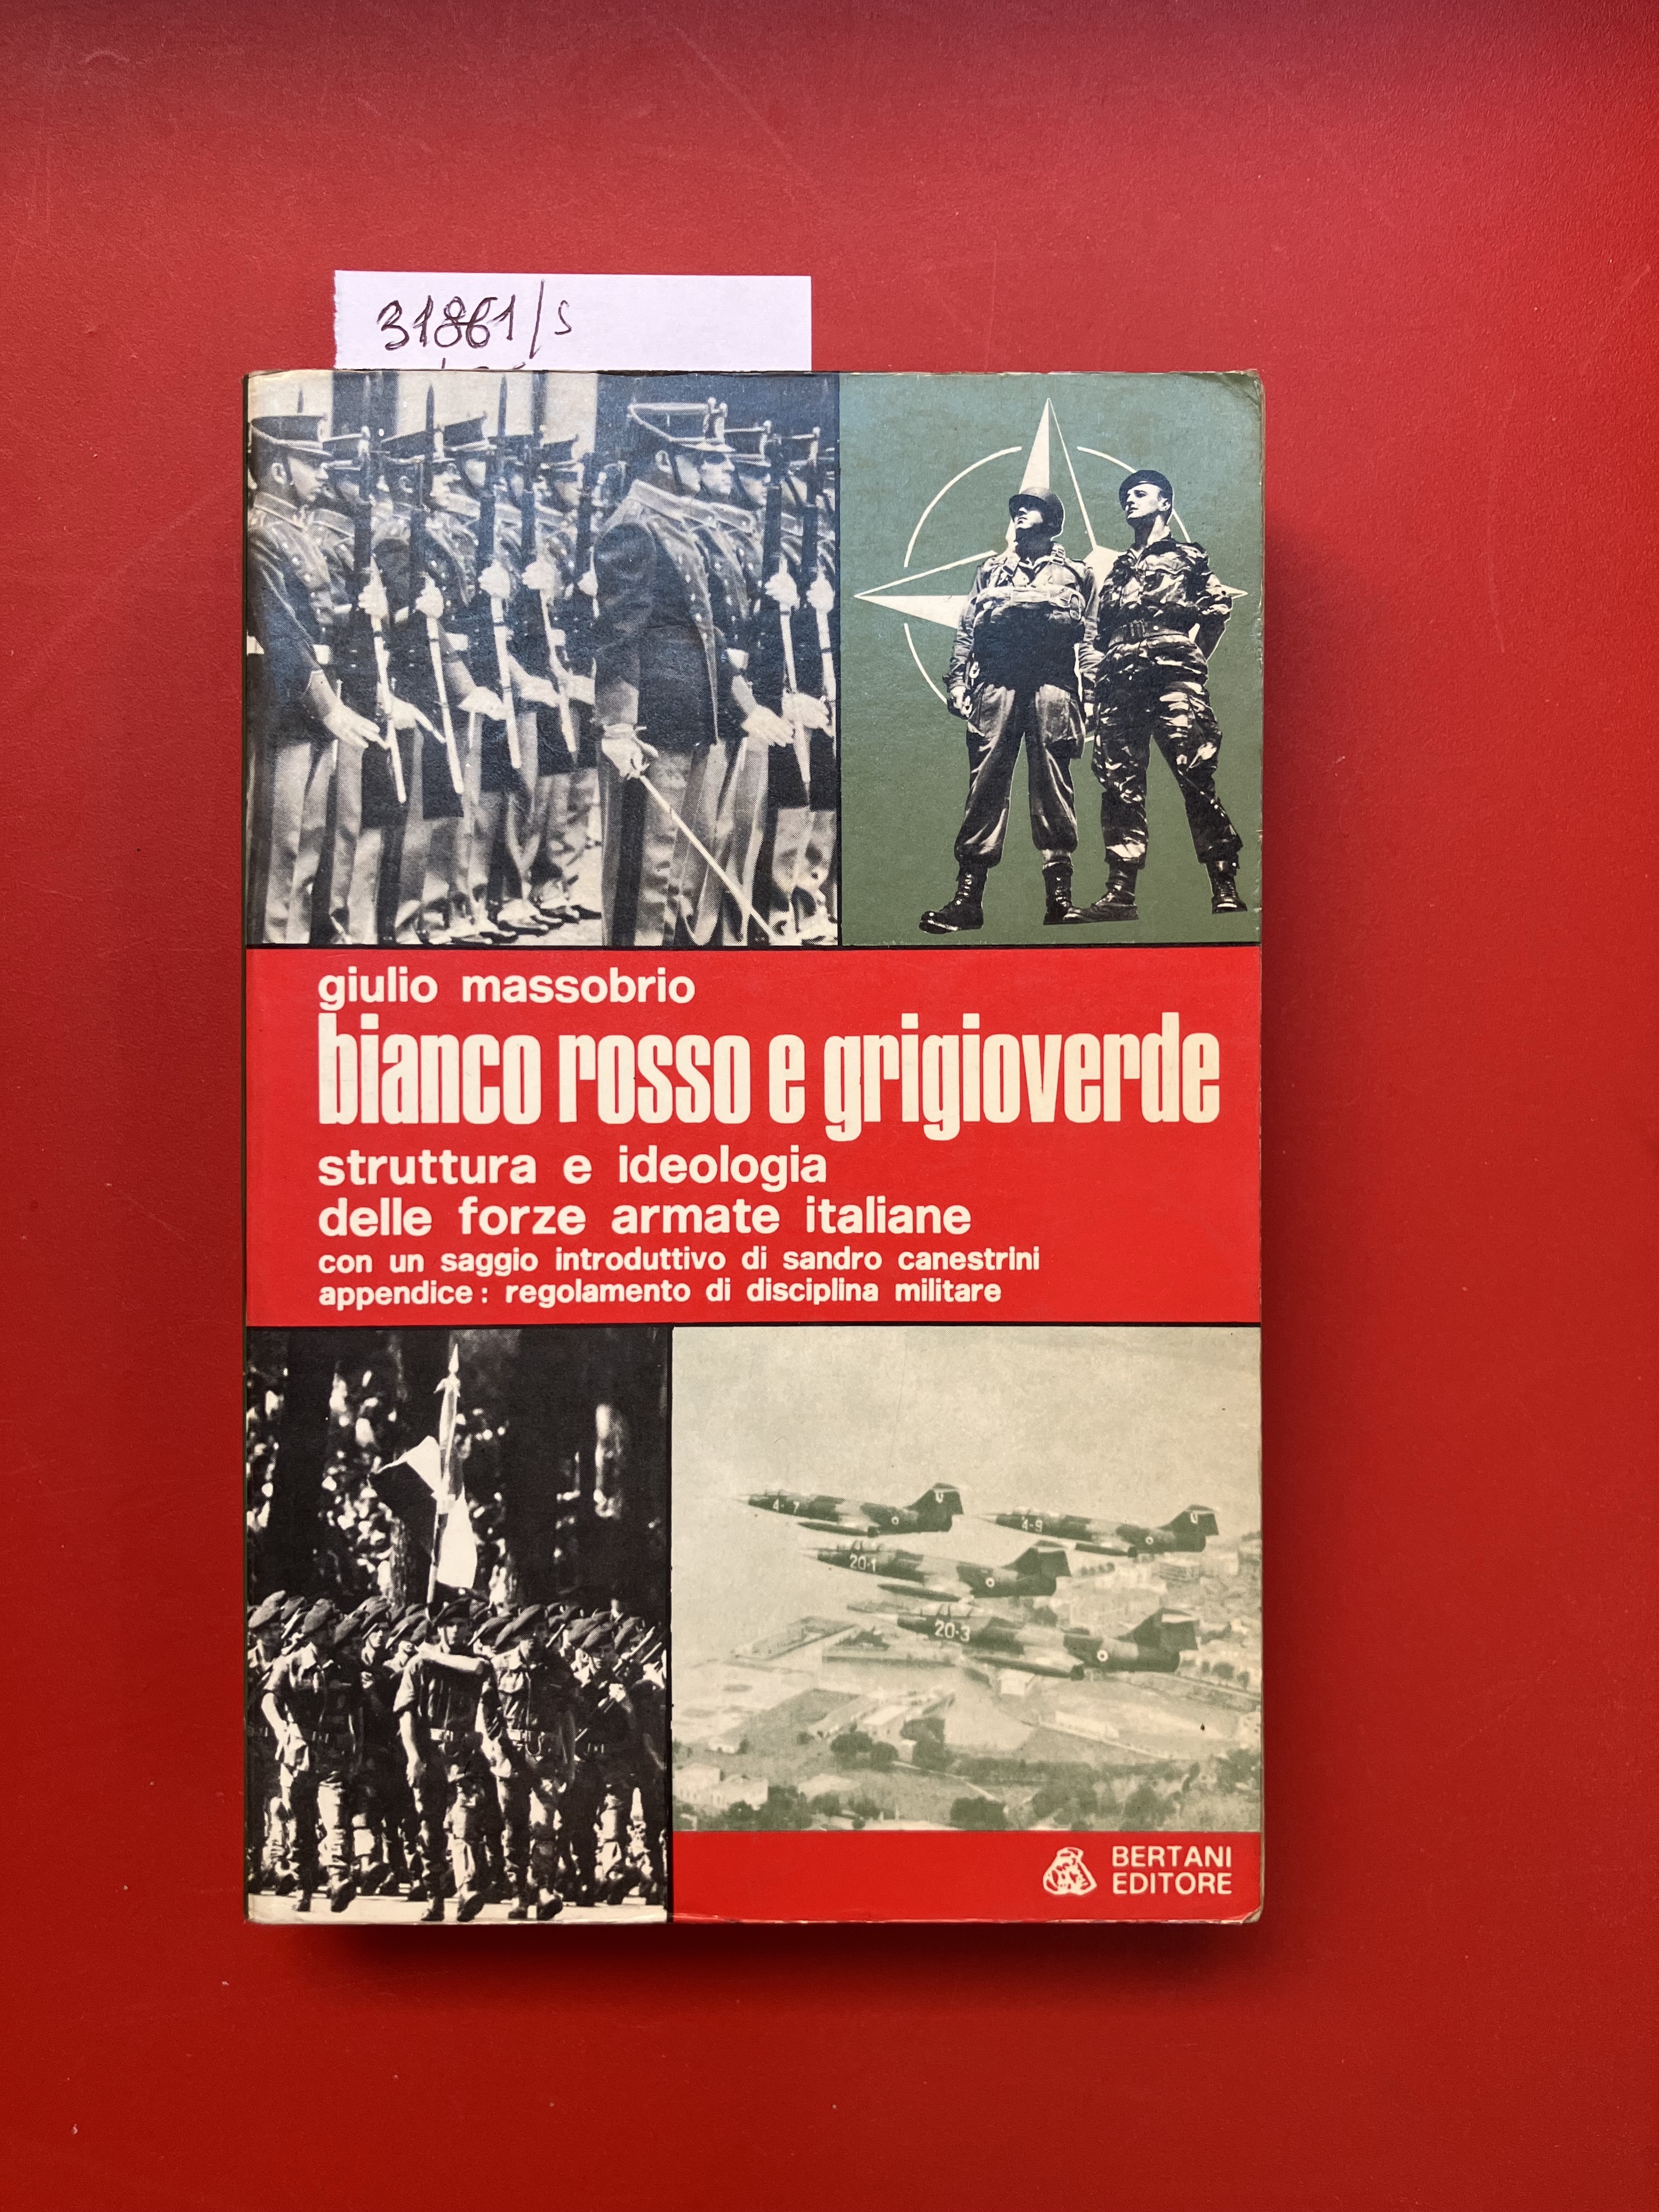 31861/s
giulio massobrio
bianco rosso e grigioverde
struttura e ideologia
delle forze armate italiane
con un saggio introduttivo di sandro canestrini
appendice: regolamento di disciplina militare
4-7
4-9
20-1
20-3
BERTANI
EDITORE